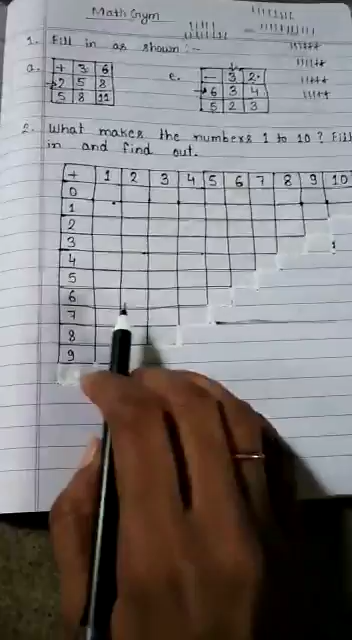 Math Gym
1. Fill in as shown :-
a.
+ 3 6
2 5 8
5 8 11
e.
- 3 2
6 3 4
5 2 3
2. What makes the numbers 1 to 10 ? Fill
in and find out.
+ 1 2 3 4 5 6 7 8 9 10
0
1
2
3
4
5
6
7
8
9